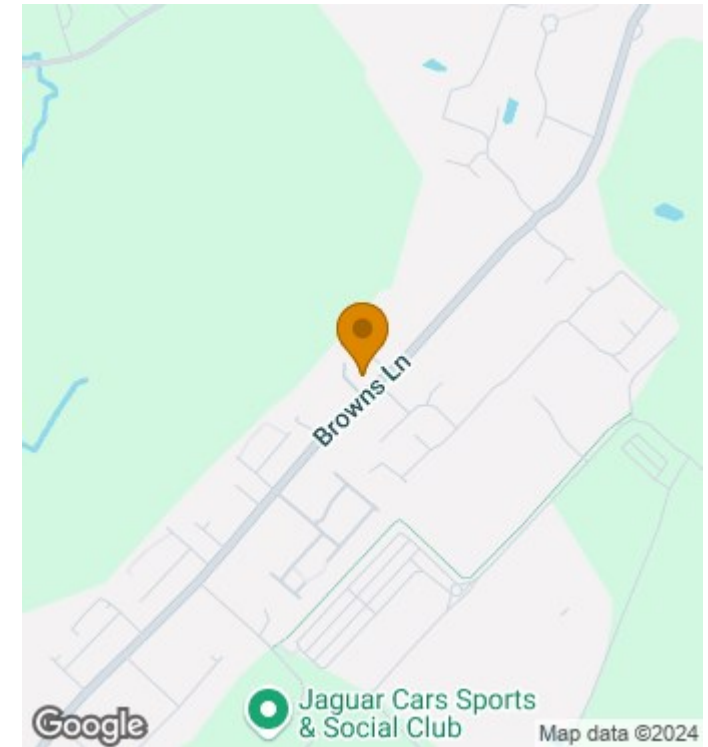 Browns Ln
Jaguar Cars Sports
& Social Club
Google
Map data ©2024